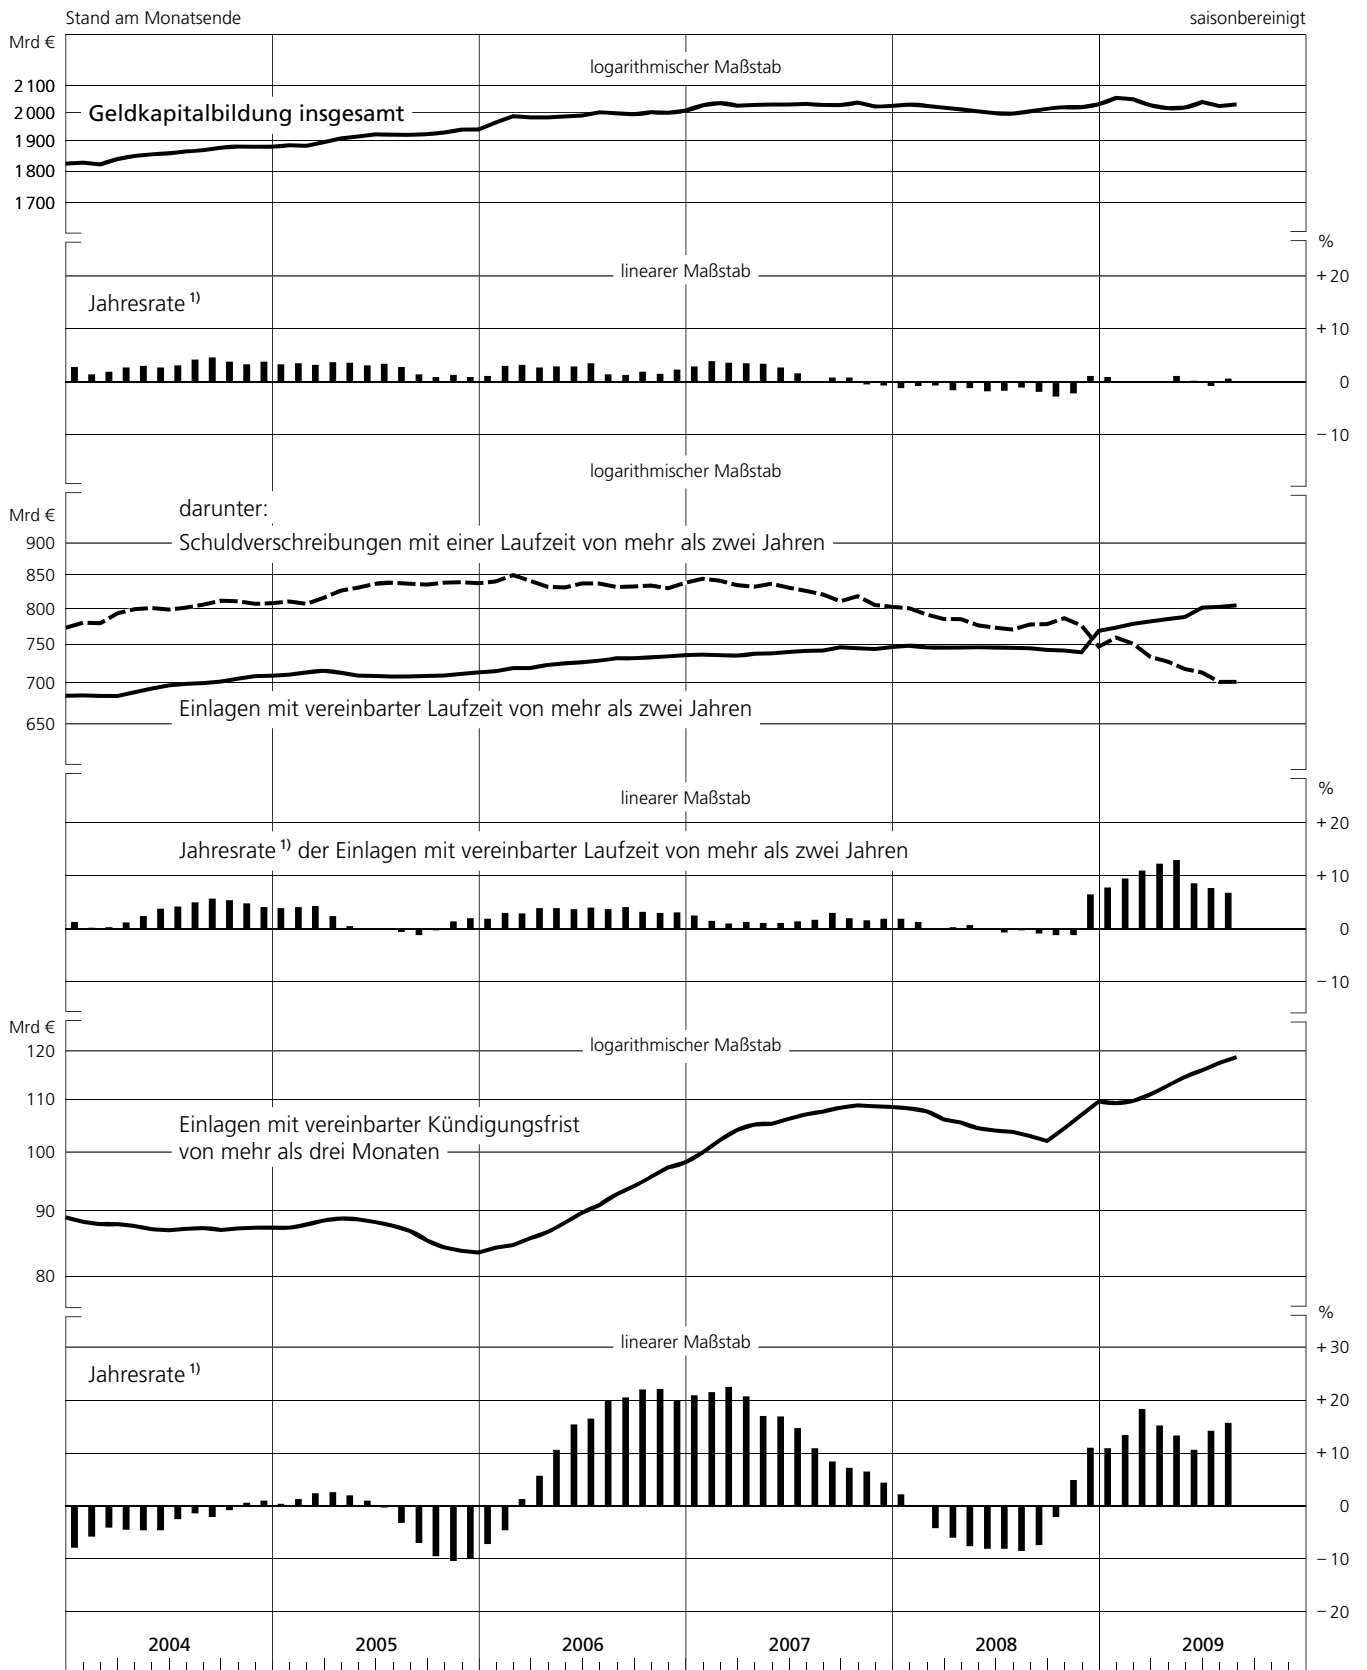 Stand am Monatsende
saisonbereinigt
Mrd €
logarithmischer Maßstab
2 100
2 000
Geldkapitalbildung insgesamt
1 900
1 800
1 700
%
linearer Maßstab
+ 20
Jahresrate 1)
+ 10
0
– 10
logarithmischer Maßstab
Mrd €
darunter:
900
Schuldverschreibungen mit einer Laufzeit von mehr als zwei Jahren
850
800
750
700
Einlagen mit vereinbarter Laufzeit von mehr als zwei Jahren
650
%
linearer Maßstab
+ 20
Jahresrate 1) der Einlagen mit vereinbarter Laufzeit von mehr als zwei Jahren
+ 10
0
– 10
Mrd €
logarithmischer Maßstab
120
110
Einlagen mit vereinbarter Kündigungsfrist
von mehr als drei Monaten
100
90
80
%
linearer Maßstab
+ 30
Jahresrate 1)
+ 20
+ 10
0
– 10
– 20
2004 2005 2006 2007 2008 2009